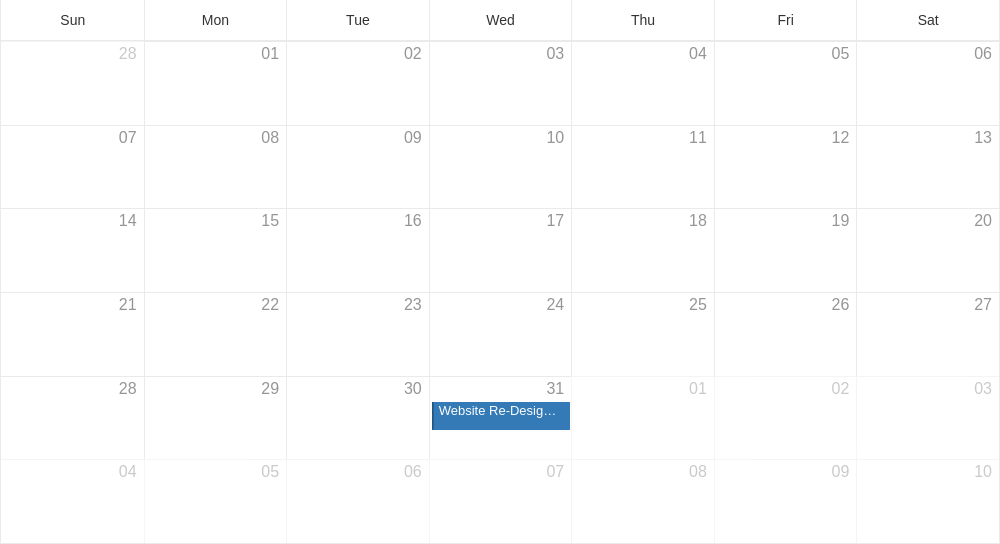 Sun Mon Tue Wed Thu Fri Sat
28 01 02 03 04 05 06
07 08 09 10 11 12 13
14 15 16 17 18 19 20
21 22 23 24 25 26 27
28 29 30 31 01 02 03
Website Re-Desig…
04 05 06 07 08 09 10